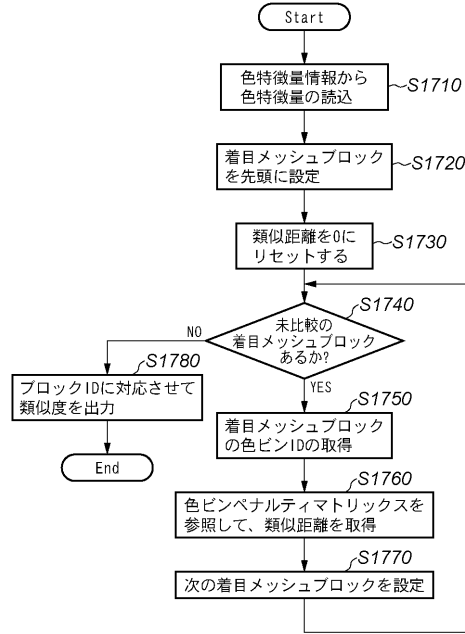 Start
色特徴量情報から
色特徴量の読込
S1710
着目メッシュブロック
を先頭に設定
S1720
類似距離を0に
リセットする
S1730
S1740
未比較の
着目メッシュブロック
あるか?
NO
YES
S1780
ブロックIDに対応させて
類似度を出力
End
S1750
着目メッシュブロック
の色ビンIDの取得
S1760
色ビンペナルティマトリックスを
参照して、類似距離を取得
S1770
次の着目メッシュブロックを設定